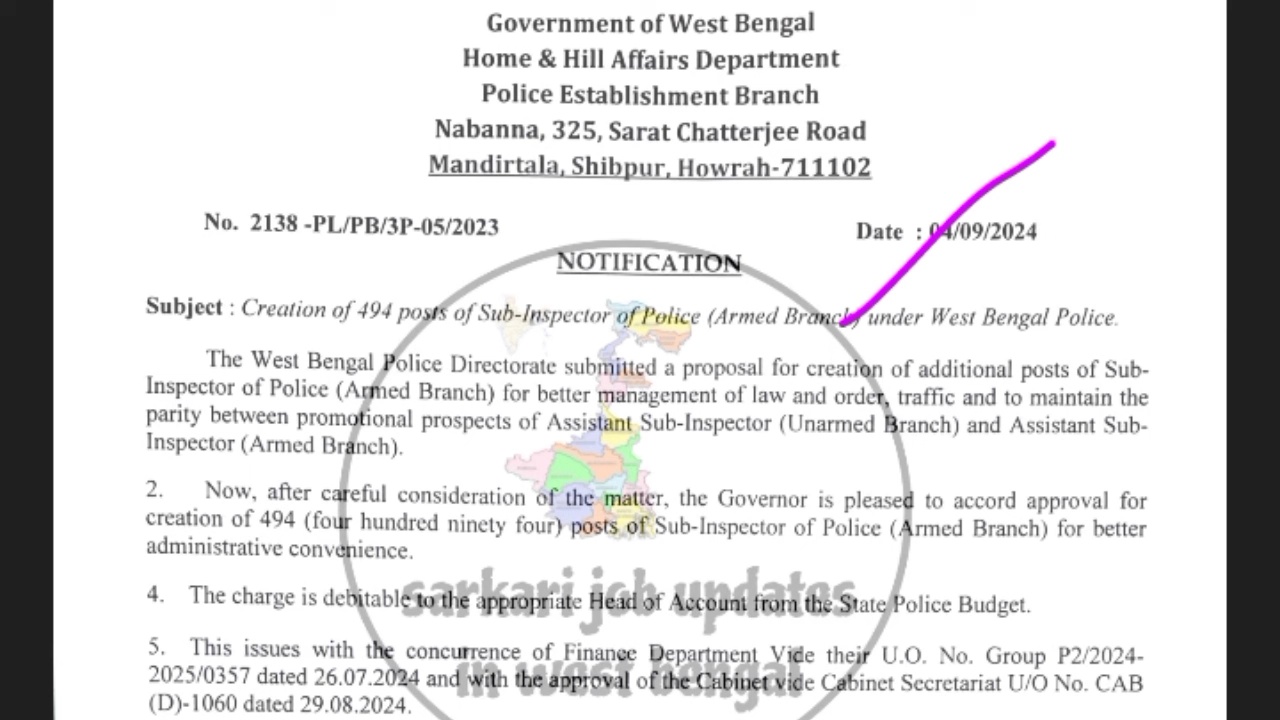 Government of West Bengal
Home & Hill Affairs Department
Police Establishment Branch
Nabanna, 325, Sarat Chatterjee Road
Mandirtala, Shibpur, Howrah-711102
No. 2138 -PL/PB/3P-05/2023 Date : 04/09/2024
NOTIFICATION
Subject : Creation of 494 posts of Sub-Inspector of Police (Armed Branch) under West Bengal Police.
The West Bengal Police Directorate submitted a proposal for creation of additional posts of Sub-
Inspector of Police (Armed Branch) for better management of law and order, traffic and to maintain the
parity between promotional prospects of Assistant Sub-Inspector (Unarmed Branch) and Assistant Sub-
Inspector (Armed Branch).
2. Now, after careful consideration of the matter, the Governor is pleased to accord approval for
creation of 494 (four hundred ninety four) posts of Sub-Inspector of Police (Armed Branch) for better
administrative convenience.
sarkari job updates
4. The charge is debitable to the appropriate Head of Account from the State Police Budget.
5. This issues with the concurrence of Finance Department Vide their U.O. No. Group P2/2024-
in west bengal
2025/0357 dated 26.07.2024 and with the approval of the Cabinet vide Cabinet Secretariat U/O No. CAB
(D)-1060 dated 29.08.2024.